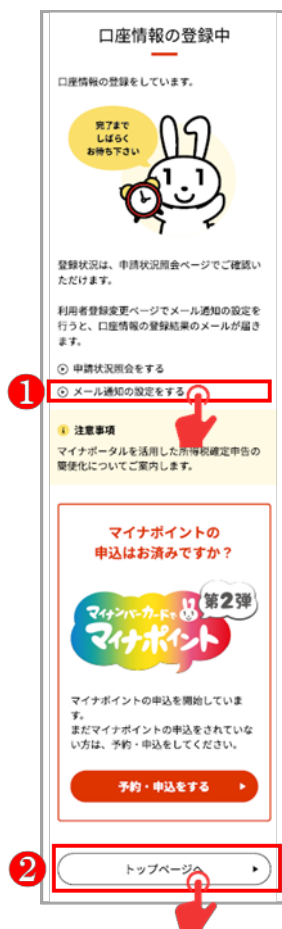 口座情報の登録中
口座情報の登録をしています。
完了まで
しばらく
お待ち下さい
登録状況は、申請状況照会ページでご確認い
ただけます。
利用者登録変更ページでメール通知の設定を
行うと、口座情報の登録結果のメールが届き
ます。
申請状況照会をする
1
メール通知の設定をする
注意事項
マイナポータルを活用した所得税確定申告の
簡便化についてご案内します。
マイナポイントの
申込はお済みですか？
第2弾
マイナンバーカードで
マイナポイント
マイナポイントの申込を開始していま
す。
まだマイナポイントの申込をされていな
い方は、予約・申込をしてください。
予約・申込をする
2
トップページへ